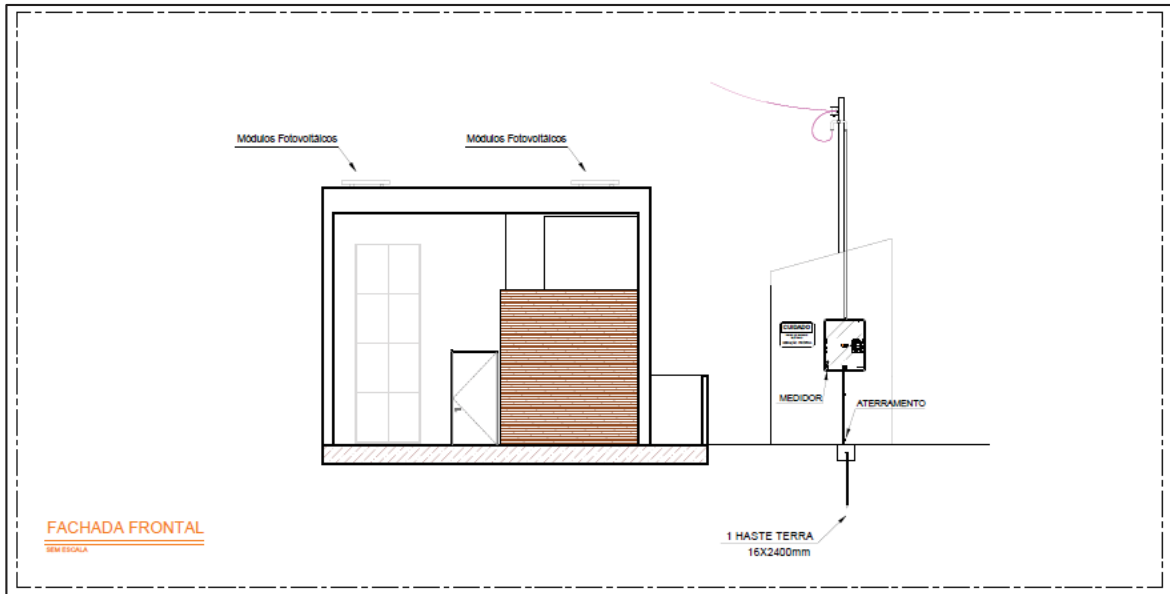 Módulos Fotovoltáicos
Módulos Fotovoltáicos
CUIDADO
MEDIDOR
ATERRAMENTO
1 HASTE TERRA
16X2400mm
FACHADA FRONTAL
SEM ESCALA